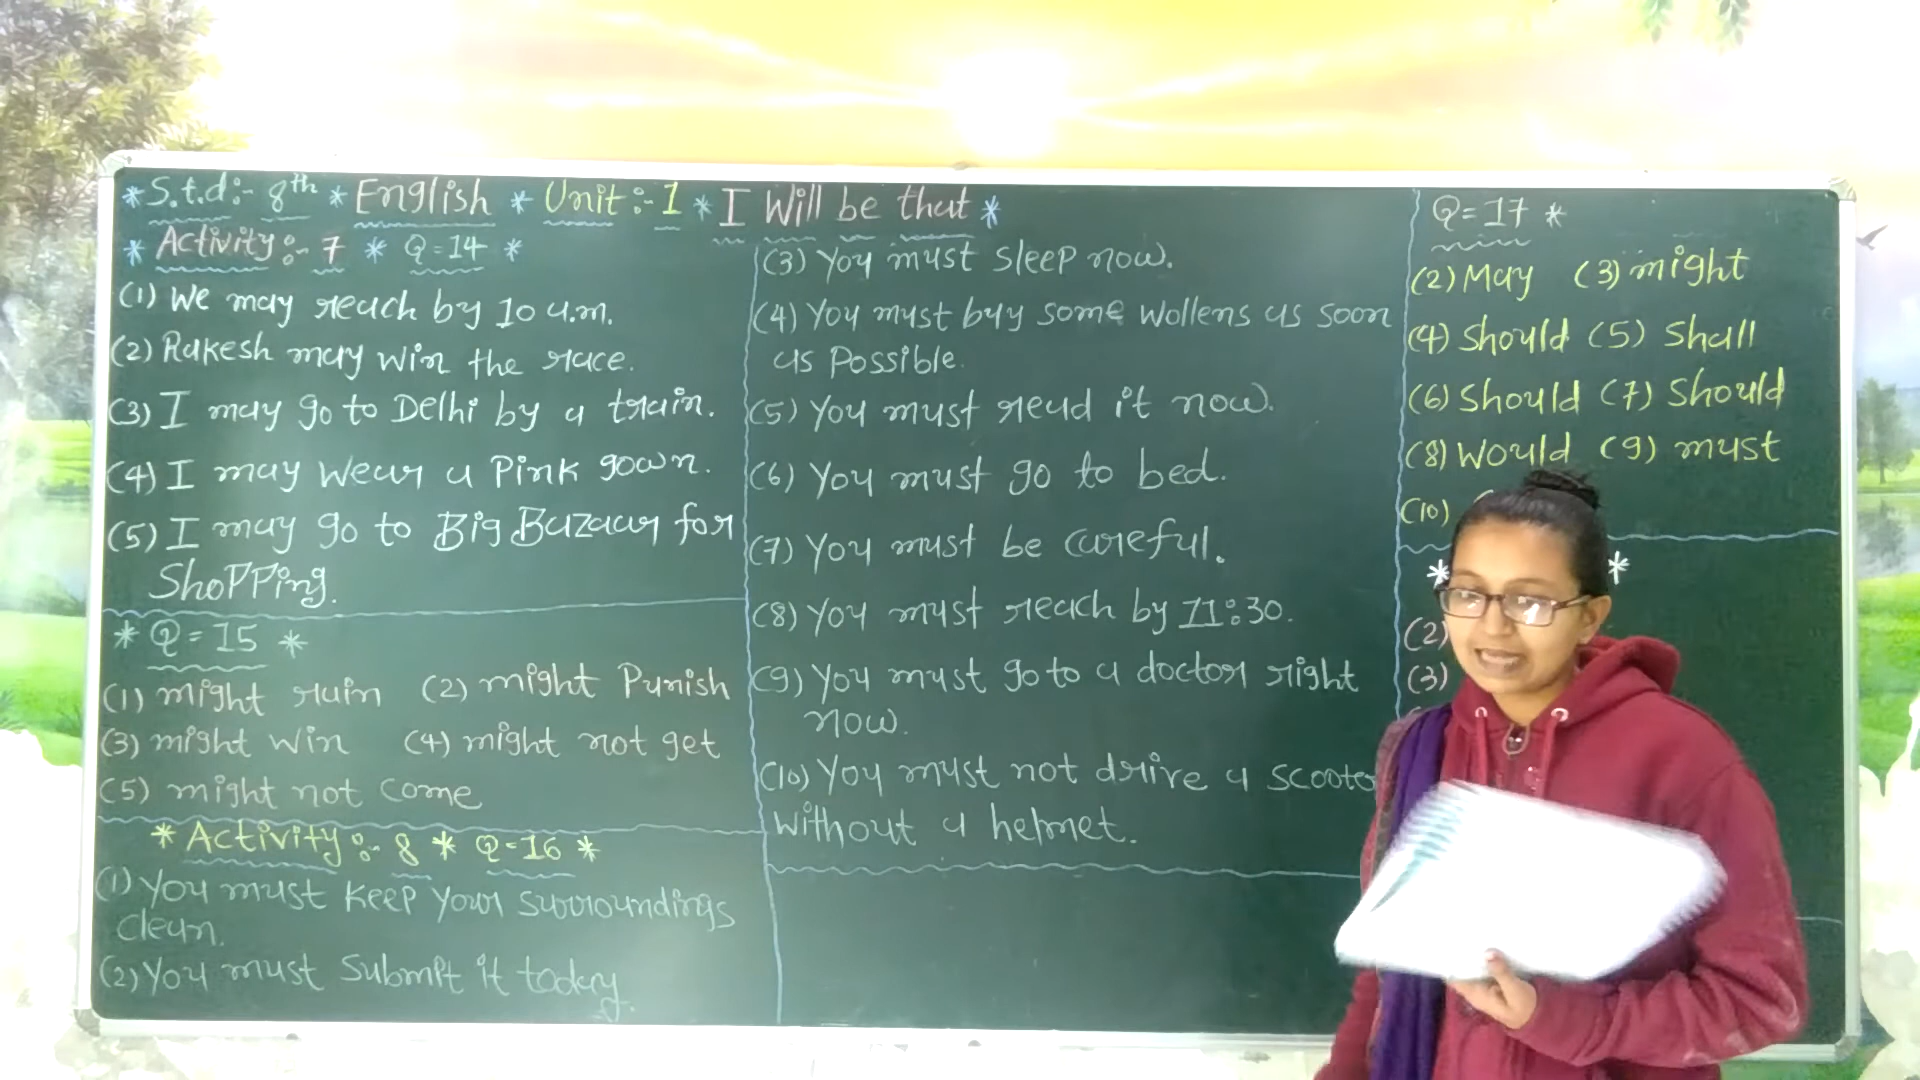 * S.t.d:- 8th * English * Unit:- 1 * I Will be that *
* Activity:- 7 * Q=14 *
(1) We may reach by 10 a.m.
(2) Rakesh may win the race.
(3) I may go to Delhi by a train.
(4) I may wear a Pink gown.
(5) I may go to Big Bazaar for
ShoPPing.
* Q=15 *
(1) might rain (2) might Punish
(3) might win (4) might not get
(5) might not come
* Activity:- 8 * Q-16 *
(1) You must keep your surroundings
clean.
(2) You must Submit it today.
(3) You must sleep now.
(4) You must buy some wollens as soon
as Possible.
(5) You must read it now.
(6) You must go to bed.
(7) You must be careful.
(8) You must reach by 11:30.
(9) You must go to a doctor right
now.
(10) You must not drive a scooter
without a helmet.
Q=17 *
(2) May (3) might
(4) Should (5) Shall
(6) Should (7) Should
(8) Would (9) must
(10)
* *
(2)
(3)